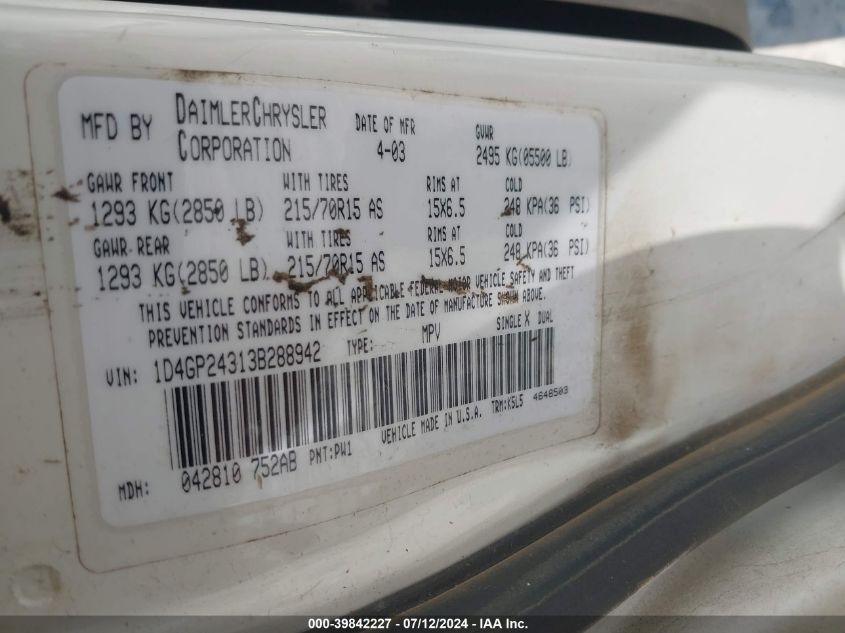 MFD BY DAIMLERCHRYSLER CORPORATION DATE OF MFR 4-03 GVWR 2495 KG(05500 LB)
GAWR FRONT WITH TIRES RIMS AT COLD
1293 KG(2850 LB) 215/70R15 AS 15X6.5 248 KPA(36 PSI)
GAWR REAR WITH TIRES RIMS AT COLD
1293 KG(2850 LB) 215/70R15 AS 15X6.5 248 KPA(36 PSI)
THIS VEHICLE CONFORMS TO ALL APPLICABLE FEDERAL MOTOR VEHICLE SAFETY AND THEFT
PREVENTION STANDARDS IN EFFECT ON THE DATE OF MANUFACTURE SHOWN ABOVE.
VIN: 1D4GP24313B288942 TYPE: MPV SINGLE X DUAL
MDH: 042810 752AB PNT:PW1 VEHICLE MADE IN U.S.A. TRM:K5L5 4648503
000-39842227 - 07/12/2024 - IAA Inc.